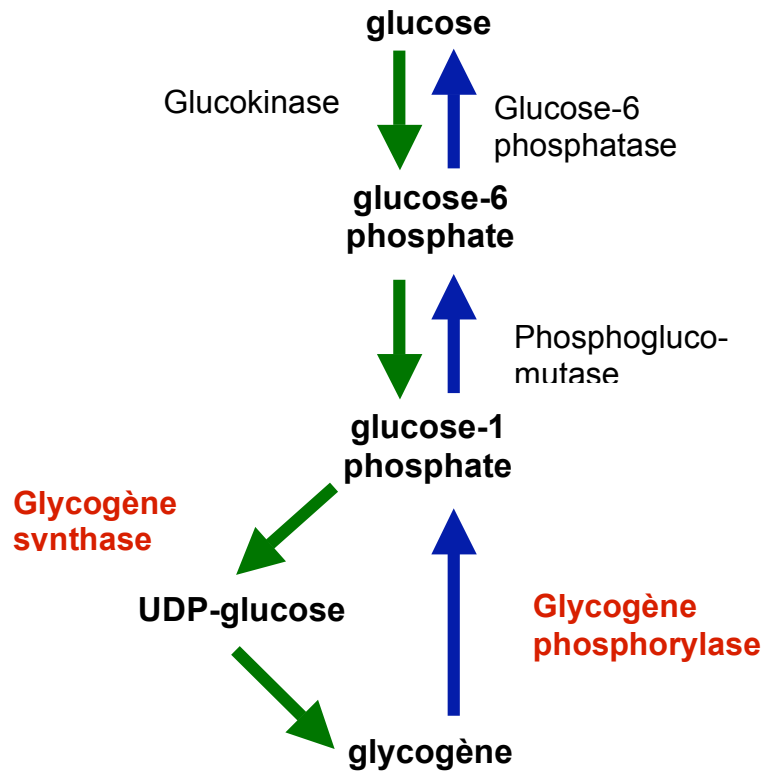 glucose
Glucokinase
Glucose-6
phosphatase
glucose-6
phosphate
Phosphogluco-
mutase
glucose-1
phosphate
Glycogène
synthase
UDP-glucose
Glycogène
phosphorylase
glycogène